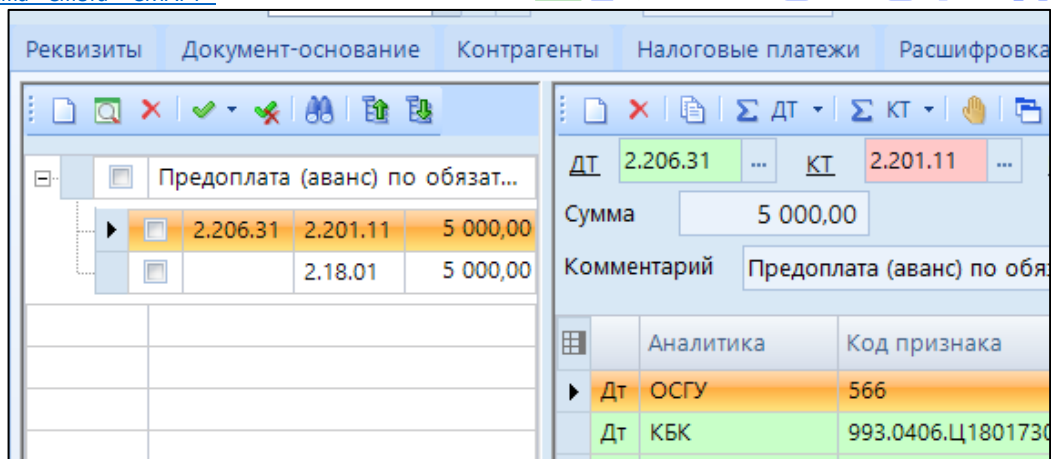 Реквизиты Документ-основание Контрагенты Налоговые платежи Расшифровка
Σ ДТ Σ КТ
Предоплата (аванс) по обязат...
2.206.31 2.201.11 5 000,00
2.18.01 5 000,00
ДТ 2.206.31 ... КТ 2.201.11 ...
Сумма 5 000,00
Комментарий Предоплата (аванс) по обя
Аналитика Код признака
Дт ОСГУ 566
Дт КБК 993.0406.Ц1801730